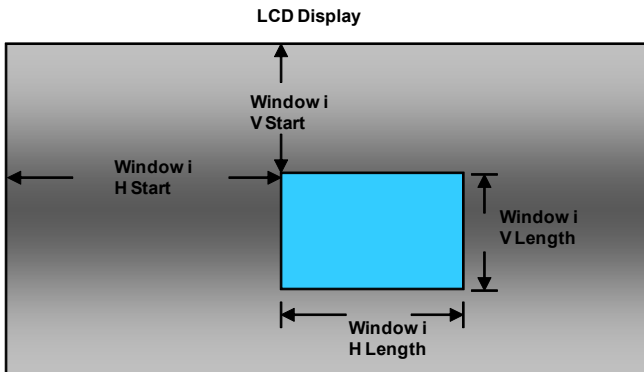 LCD Display
Window i
V Start
Window i
H Start
Window i
V Length
Window i
H Length